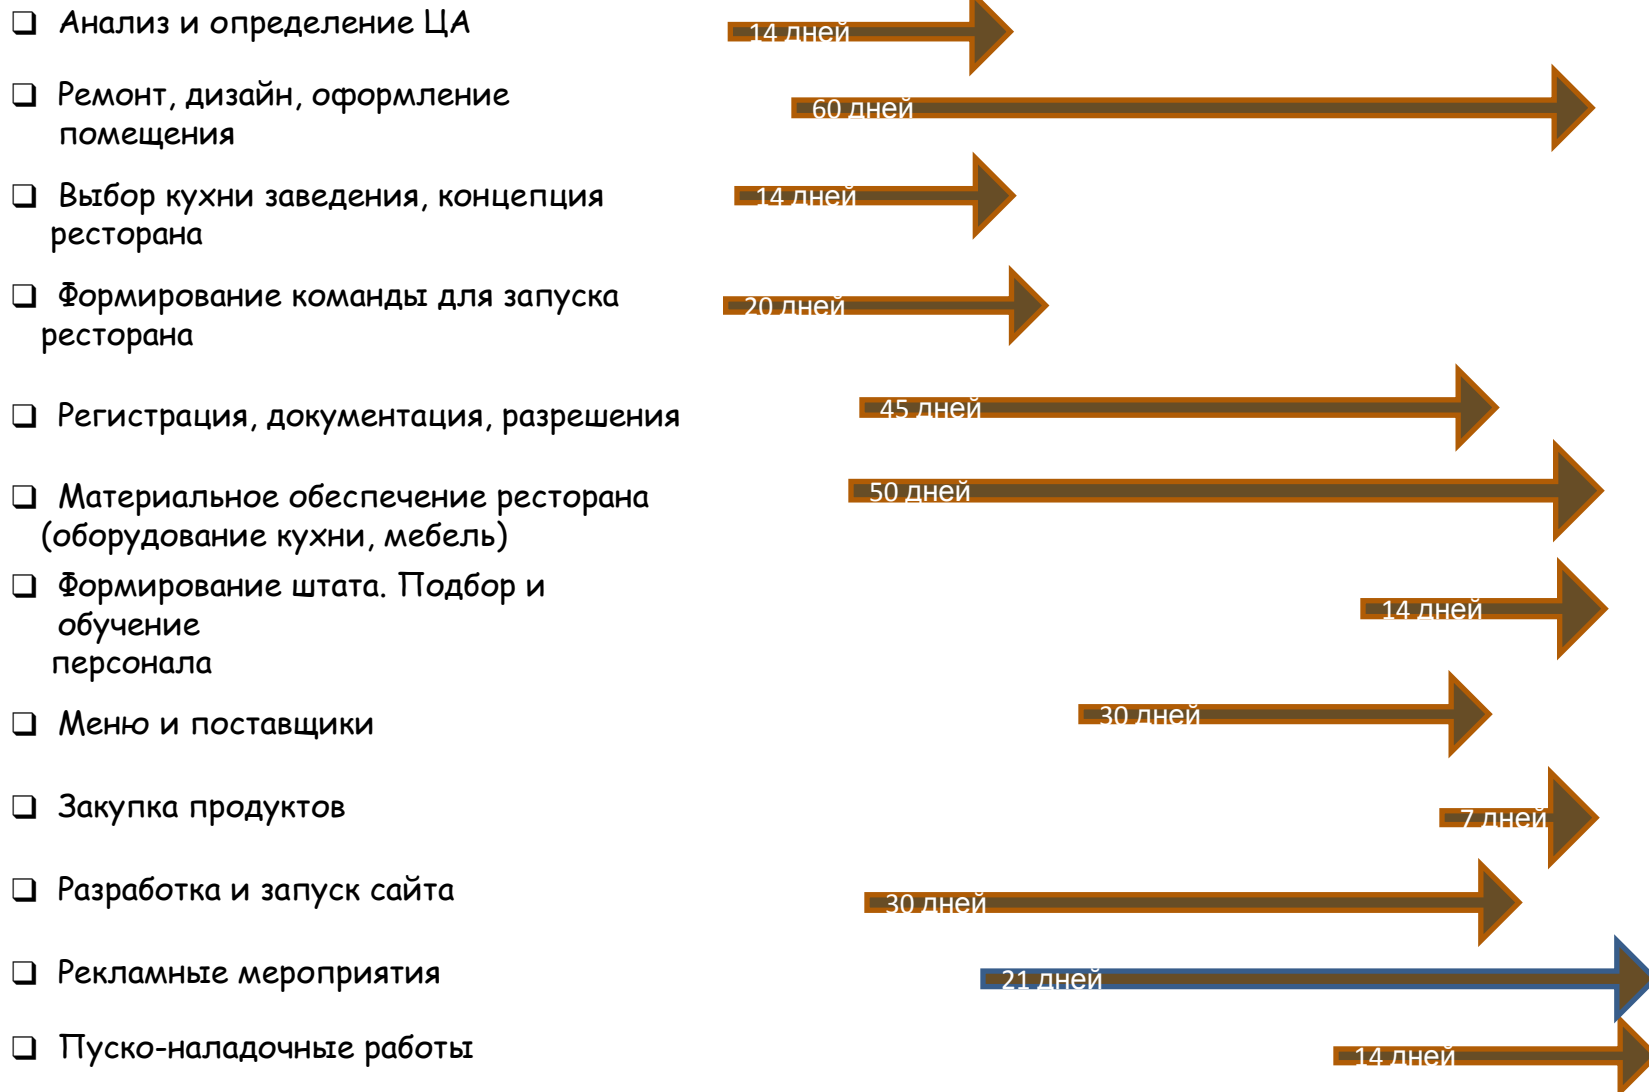 ❑ Анализ и определение ЦА
14 дней
❑ Ремонт, дизайн, оформление
помещения
60 дней
❑ Выбор кухни заведения, концепция
ресторана
14 дней
❑ Формирование команды для запуска
ресторана
20 дней
❑ Регистрация, документация, разрешения
45 дней
❑ Материальное обеспечение ресторана
(оборудование кухни, мебель)
50 дней
❑ Формирование штата. Подбор и
обучение
персонала
14 дней
❑ Меню и поставщики
30 дней
❑ Закупка продуктов
7 дней
❑ Разработка и запуск сайта
30 дней
❑ Рекламные мероприятия
21 дней
❑ Пуско-наладочные работы
14 дней